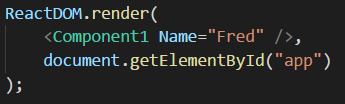 ReactDOM.render(
    <Component1 Name="Fred" />,
    document.getElementById("app")
);